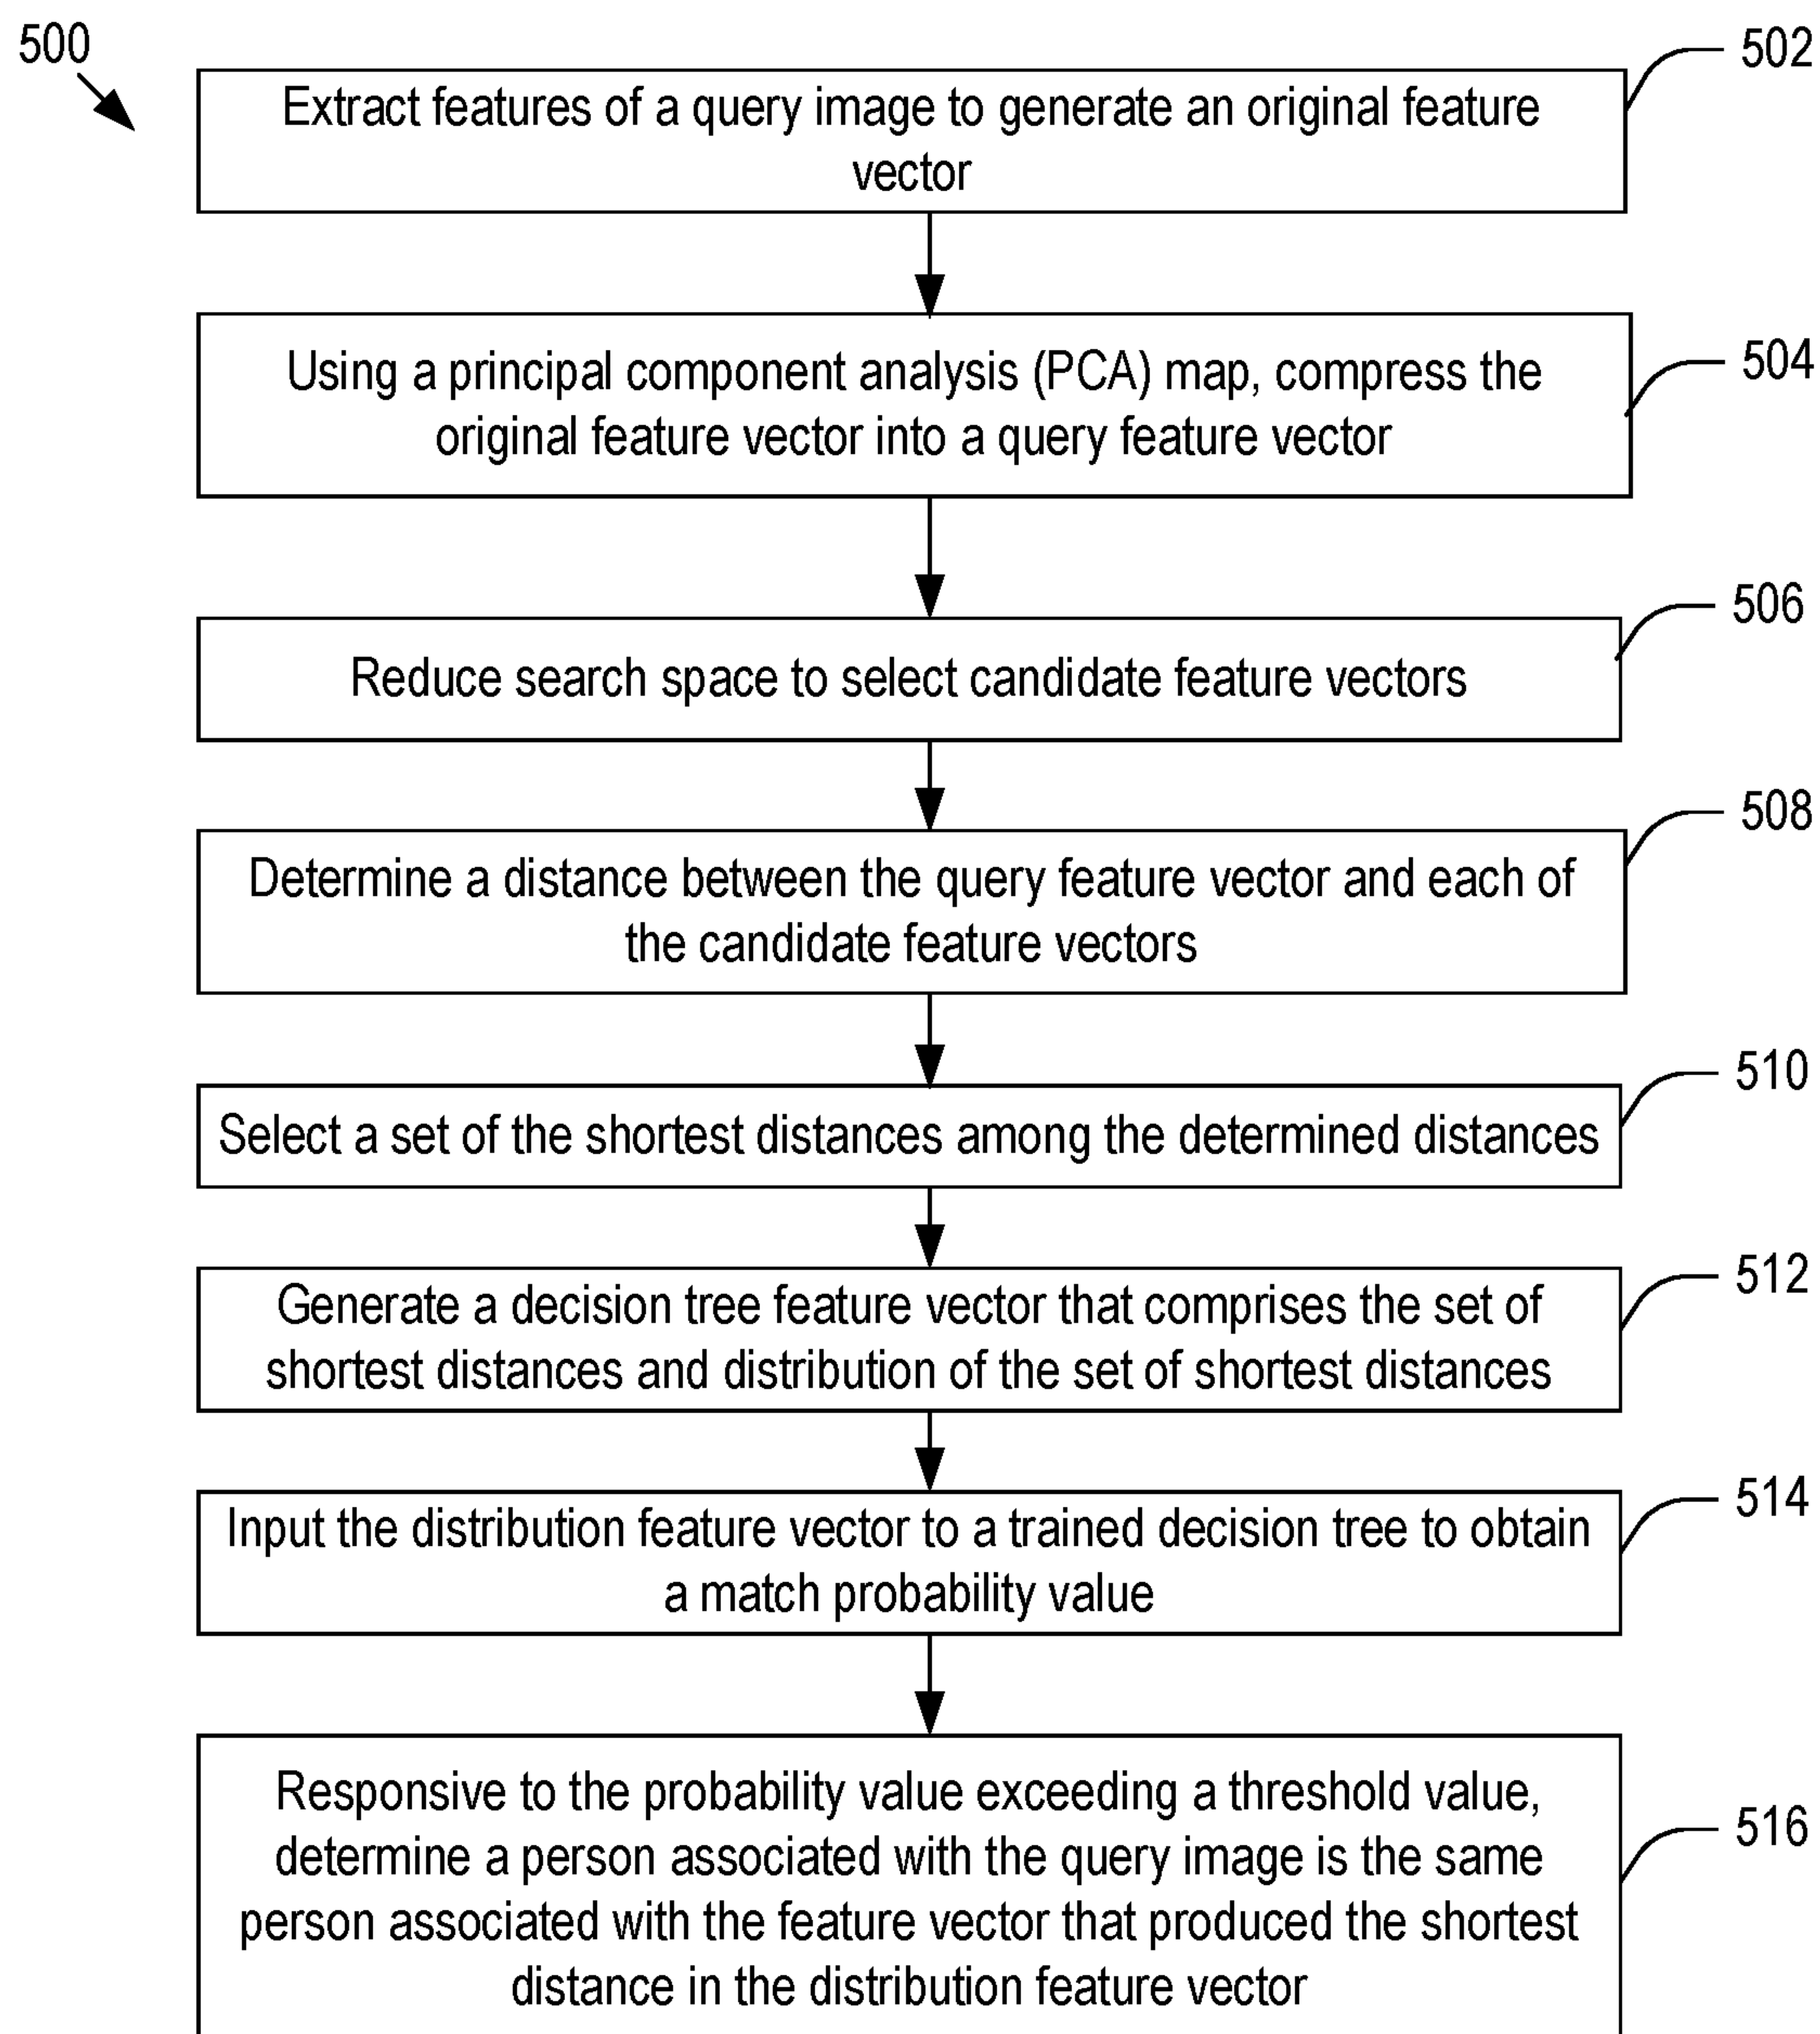 500
502
Extract features of a query image to generate an original feature
vector
504
Using a principal component analysis (PCA) map, compress the
original feature vector into a query feature vector
506
Reduce search space to select candidate feature vectors
508
Determine a distance between the query feature vector and each of
the candidate feature vectors
510
Select a set of the shortest distances among the determined distances
512
Generate a decision tree feature vector that comprises the set of
shortest distances and distribution of the set of shortest distances
514
Input the distribution feature vector to a trained decision tree to obtain
a match probability value
516
Responsive to the probability value exceeding a threshold value,
determine a person associated with the query image is the same
person associated with the feature vector that produced the shortest
distance in the distribution feature vector